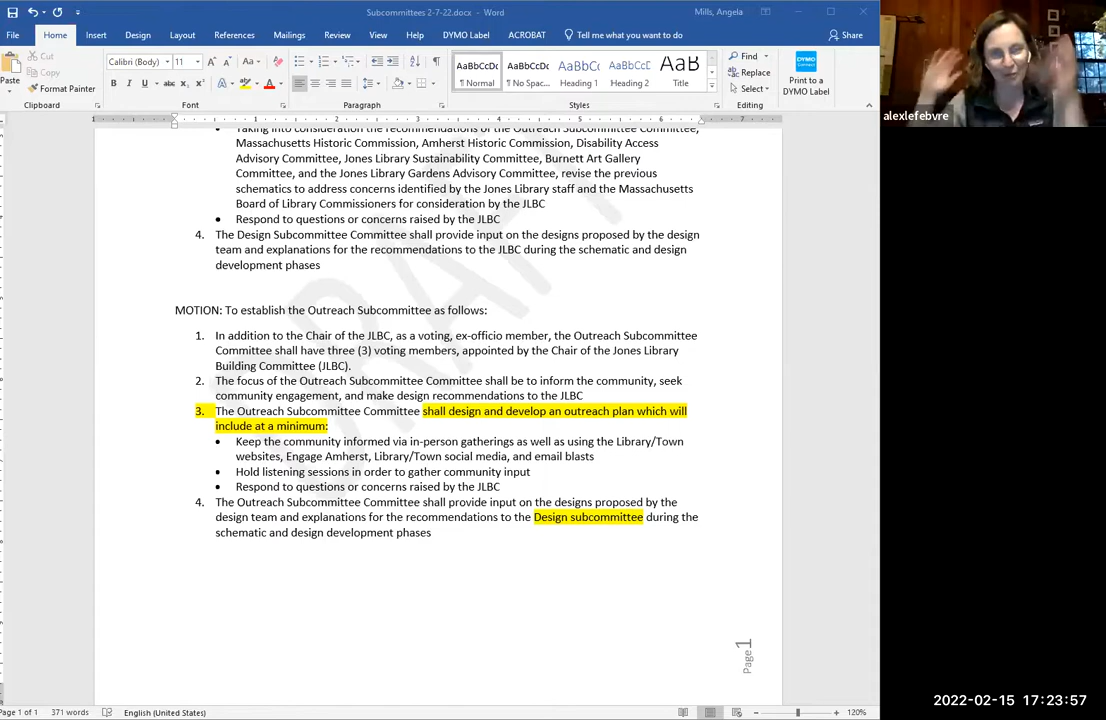 Subcommittees 2-7-22.docx - Word
Mills, Angela
File Home Insert Design Layout References Mailings Review View Help DYMO Label ACROBAT Tell me what you want to do Share
Paste Cut Copy Format Painter
Calibri (Body) 11
Normal No Spac... Heading 1 Heading 2 Title
Find Replace Select
Print a to DYMO Label
Clipboard Font Paragraph Styles Editing
alexlefebvre
Taking into consideration the recommendations of the Outreach Subcommittee Committee,
Massachusetts Historic Commission, Amherst Historic Commission, Disability Access
Advisory Committee, Jones Library Sustainability Committee, Burnett Art Gallery
Committee, and the Jones Library Gardens Advisory Committee, revise the previous
schematics to address concerns identified by the Jones Library staff and the Massachusetts
Board of Library Commissioners for consideration by the JLBC
• Respond to questions or concerns raised by the JLBC
4. The Design Subcommittee Committee shall provide input on the designs proposed by the design
team and explanations for the recommendations to the JLBC during the schematic and design
development phases
MOTION: To establish the Outreach Subcommittee as follows:
1. In addition to the Chair of the JLBC, as a voting, ex-officio member, the Outreach Subcommittee
Committee shall have three (3) voting members, appointed by the Chair of the Jones Library
Building Committee (JLBC).
2. The focus of the Outreach Subcommittee Committee shall be to inform the community, seek
community engagement, and make design recommendations to the JLBC
3. The Outreach Subcommittee Committee shall design and develop an outreach plan which will
include at a minimum:
• Keep the community informed via in-person gatherings as well as using the Library/Town
websites, Engage Amherst, Library/Town social media, and email blasts
• Hold listening sessions in order to gather community input
• Respond to questions or concerns raised by the JLBC
4. The Outreach Subcommittee Committee shall provide input on the designs proposed by the
design team and explanations for the recommendations to the Design subcommittee during the
schematic and design development phases
DRAFT
Page 1
Page 1 of 1 371 words English (United States) 120%
2022-02-15 17:23:57